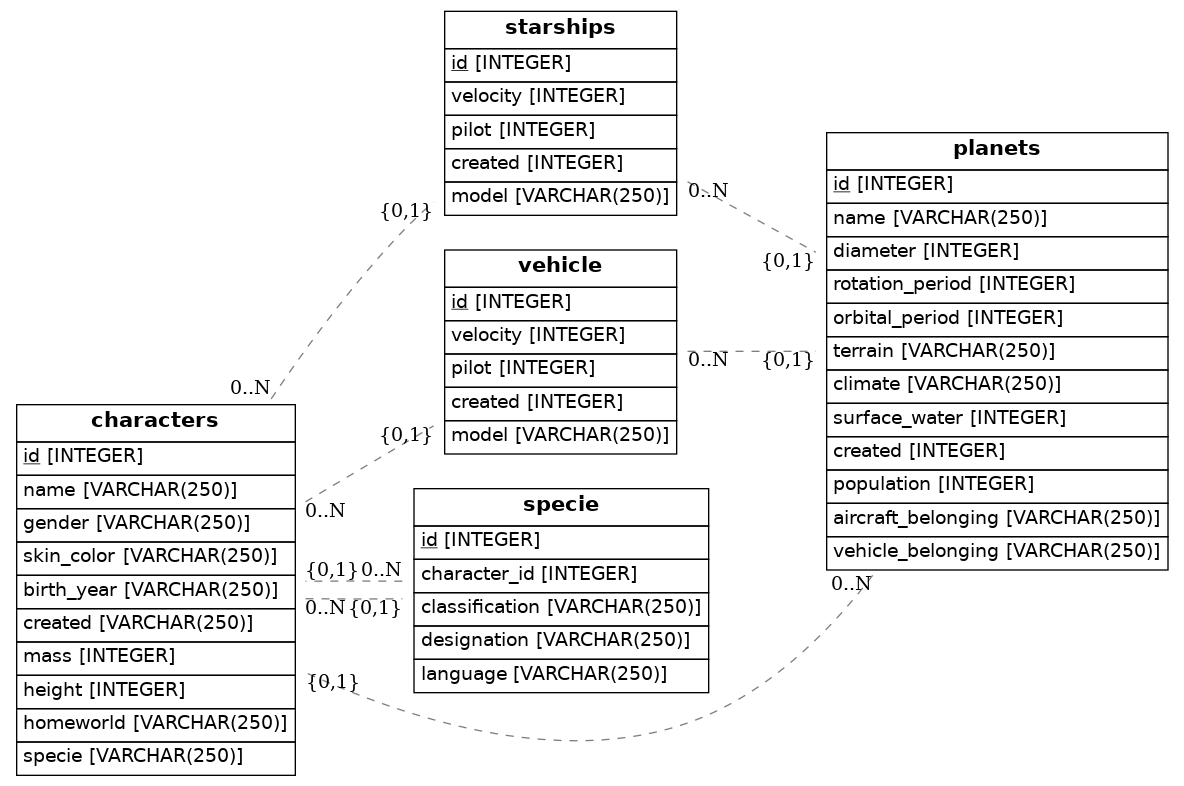 starships
id [INTEGER]
velocity [INTEGER]
pilot [INTEGER]
created [INTEGER]
model [VARCHAR(250)]
planets
id [INTEGER]
name [VARCHAR(250)]
diameter [INTEGER]
rotation_period [INTEGER]
orbital_period [INTEGER]
terrain [VARCHAR(250)]
climate [VARCHAR(250)]
surface_water [INTEGER]
created [INTEGER]
population [INTEGER]
aircraft_belonging [VARCHAR(250)]
vehicle_belonging [VARCHAR(250)]
vehicle
id [INTEGER]
velocity [INTEGER]
pilot [INTEGER]
created [INTEGER]
model [VARCHAR(250)]
characters
id [INTEGER]
name [VARCHAR(250)]
gender [VARCHAR(250)]
skin_color [VARCHAR(250)]
birth_year [VARCHAR(250)]
created [VARCHAR(250)]
mass [INTEGER]
height [INTEGER]
homeworld [VARCHAR(250)]
specie [VARCHAR(250)]
specie
id [INTEGER]
character_id [INTEGER]
classification [VARCHAR(250)]
designation [VARCHAR(250)]
language [VARCHAR(250)]
{0,1}
0..N
0..N
{0,1}
0..N
{0,1}
{0,1}
0..N
{0,1} 0..N
0..N {0,1}
{0,1}
0..N